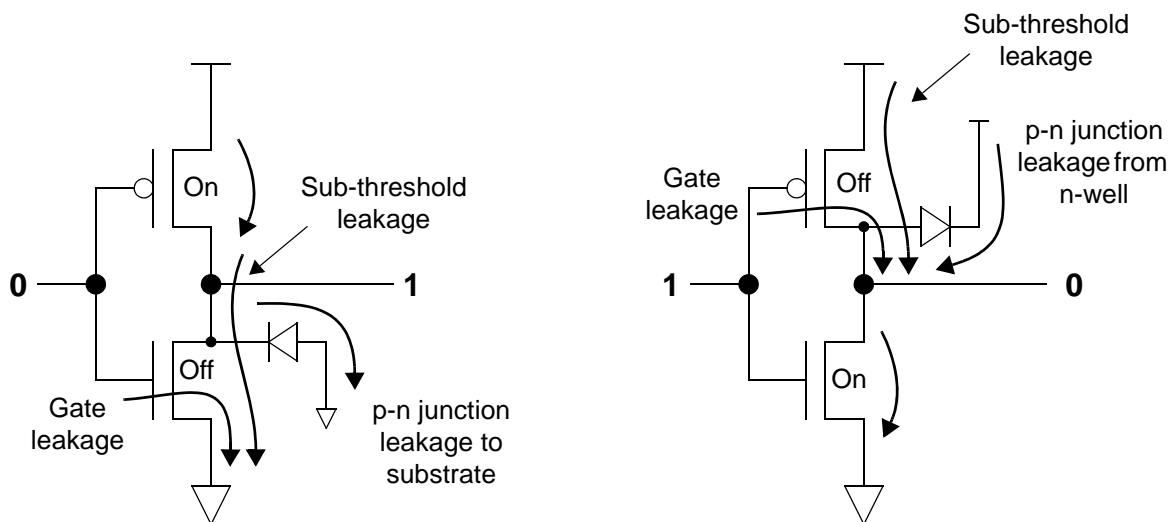 On
Sub-threshold
leakage
0
1
Off
Gate
leakage
p-n junction
leakage to
substrate
Sub-threshold
leakage
p-n junction
leakage from
n-well
Gate
leakage
Off
1
0
On